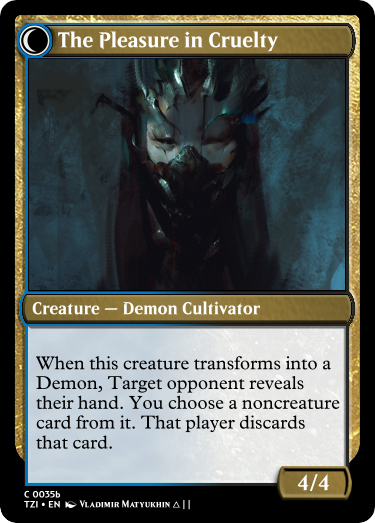 The Pleasure in Cruelty
Creature — Demon Cultivator
When this creature transforms into a
Demon, Target opponent reveals
their hand. You choose a noncreature
card from it. That player discards
that card.
4/4
C 0035b
TZI • EN Vladimir Matyukhin △ ||